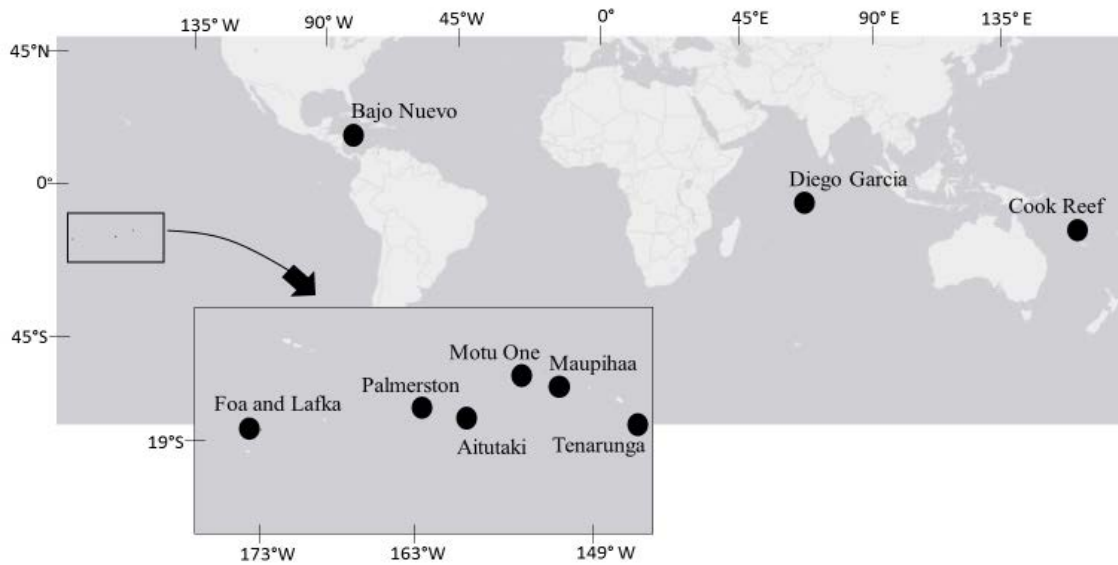 135° W
90° W
45° W
0°
45° E
90° E
135° E
45°N
Bajo Nuevo
0°
Diego Garcia
Cook Reef
45°S
Motu One
Maupihaa
Palmerston
Foa and Lafka
Aitutaki
Tenarunga
19°S
173°W
163°W
149° W